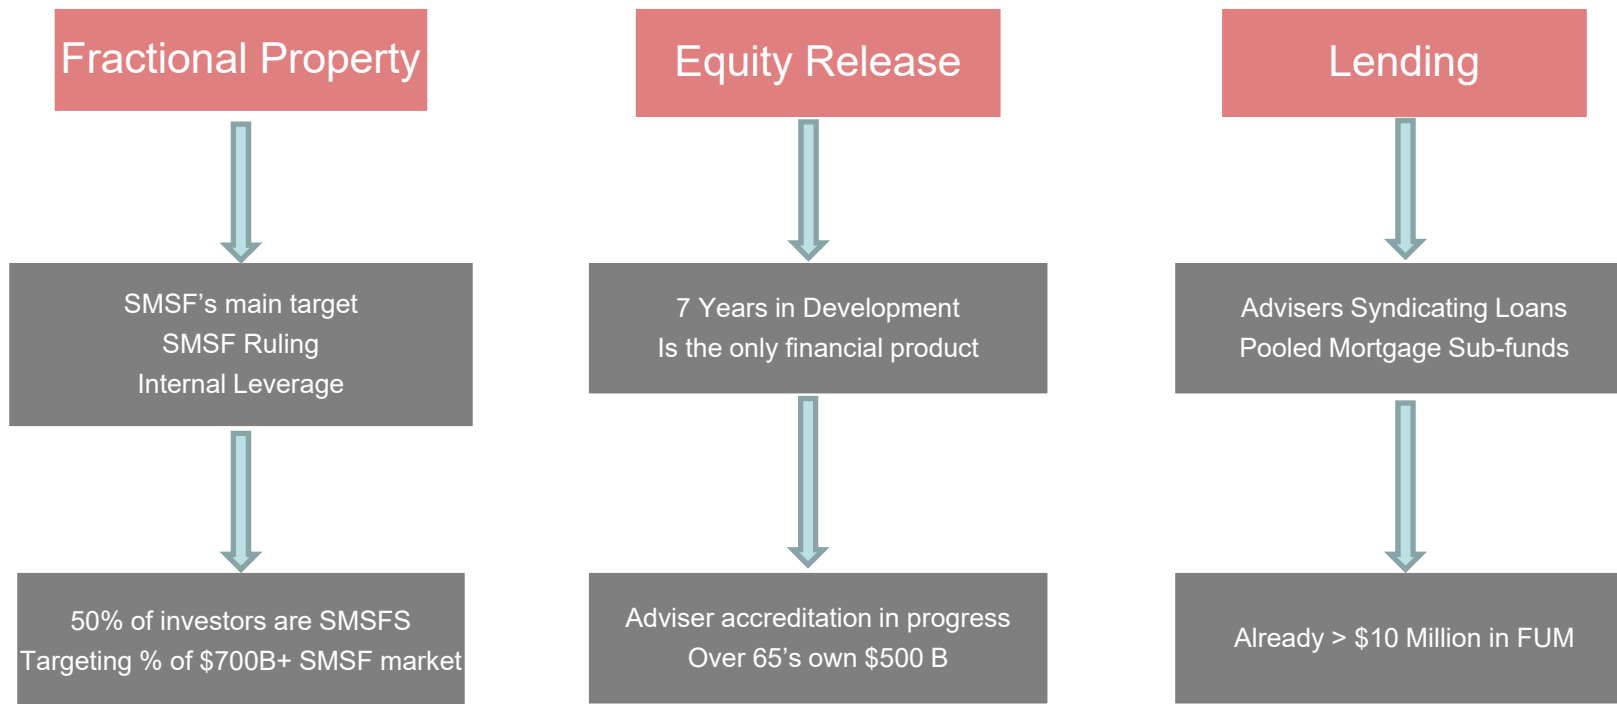 Fractional Property
Equity Release
Lending
SMSF’s main target
SMSF Ruling
Internal Leverage
7 Years in Development
Is the only financial product
Advisers Syndicating Loans
Pooled Mortgage Sub-funds
50% of investors are SMSFS
Targeting % of $700B+ SMSF market
Adviser accreditation in progress
Over 65’s own $500 B
Already > $10 Million in FUM